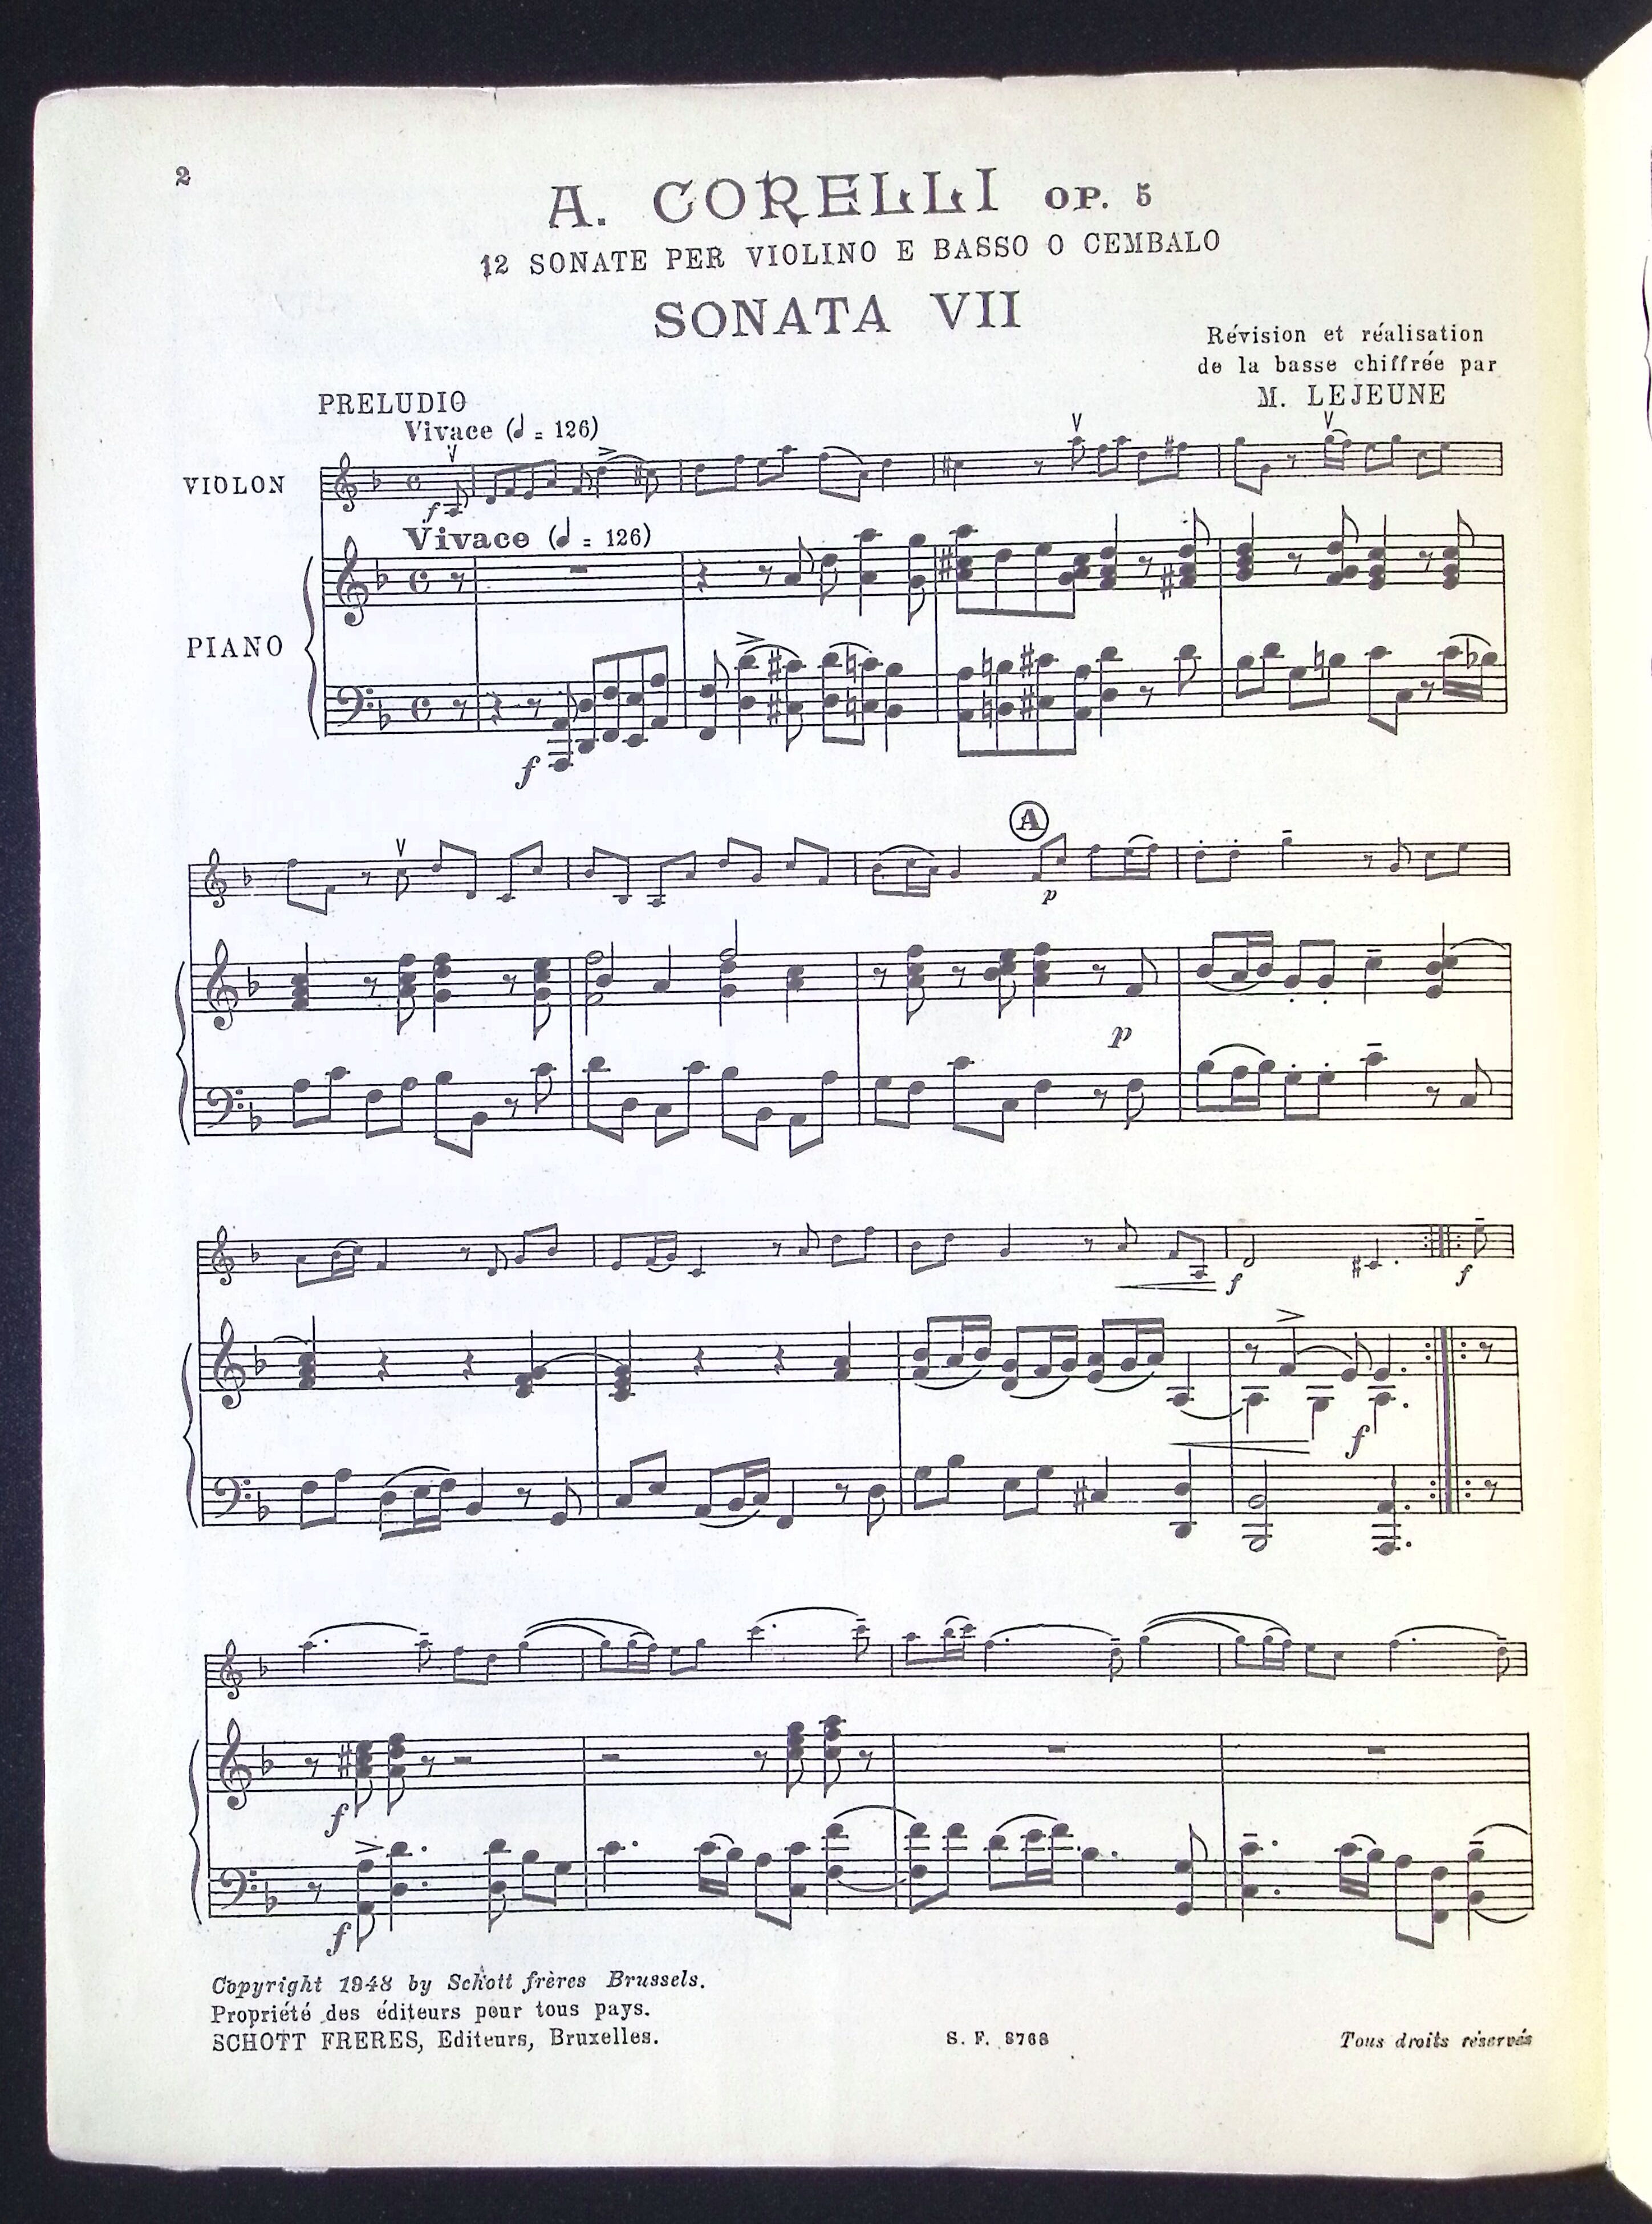 2
A. CORELLI OP. 5
12 SONATE PER VIOLINO E BASSO O CEMBALO
SONATA VII
Révision et réalisation
de la basse chiffrée par
M. LEJEUNE
PRELUDIO
Vivace (♩ = 126)
VIOLON
f
Vivace (♩ = 126)
PIANO
f
A
p
p
f
f
f
f
f
Copyright 1948 by Schott frères Brussels.
Propriété des éditeurs pour tous pays.
SCHOTT FRERES, Editeurs, Bruxelles.
S. F. 8768
Tous droits réservés